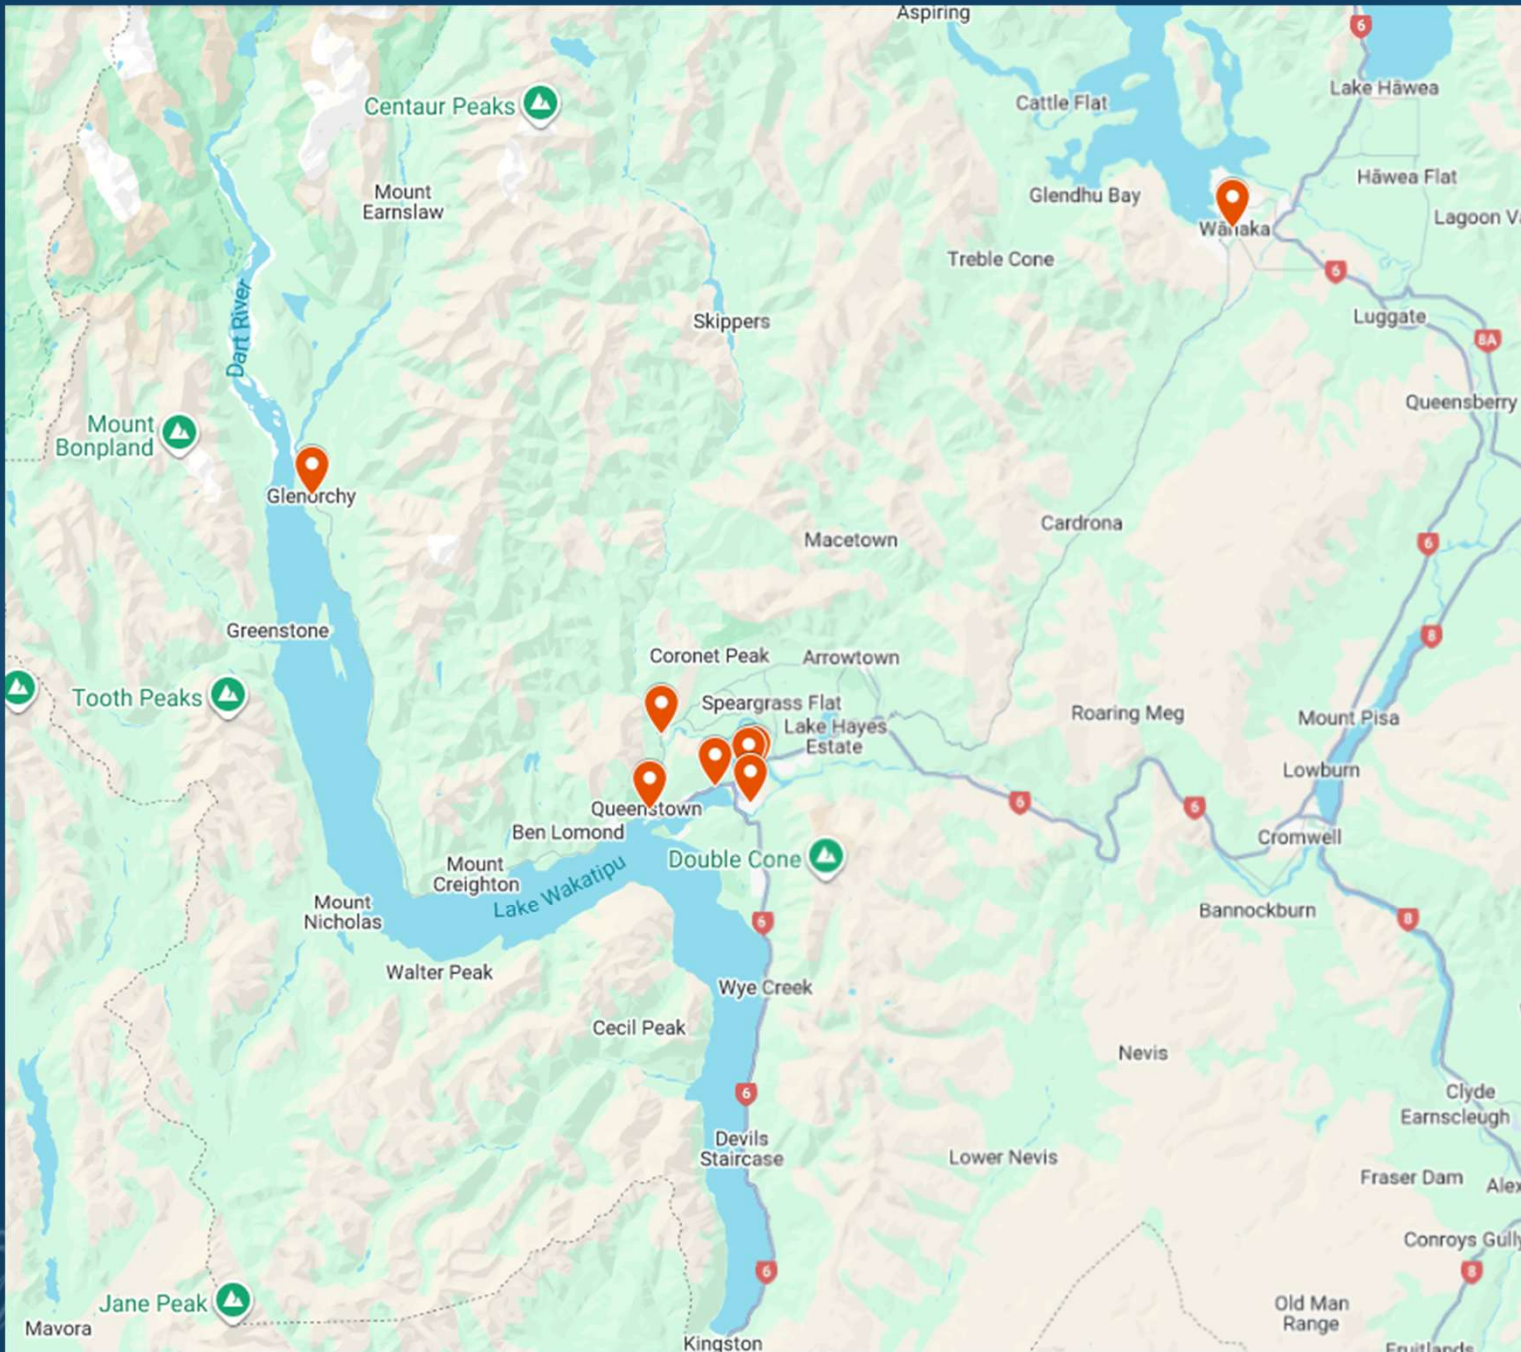 Aspiring
6
Lake Hāwea
Centaur Peaks
Cattle Flat
Hāwea Flat
Mount
Earnslaw
Glendhu Bay
Lagoon
Wānaka
Treble Cone
6
Dart River
Skippers
Luggate
8A
Queensberry
Mount
Bonpland
Glenorchy
Cardrona
Macetown
6
Greenstone
8
Coronet Peak
Arrowtown
Tooth Peaks
Speargrass Flat
Roaring Meg
Mount Pisa
Lake Hayes
Estate
Lowburn
Queenstown
6
6
Ben Lomond
Cromwell
Double Cone
Mount
Creighton
Lake Wakatipu
Mount
Nicholas
Bannockburn
8
6
Walter Peak
Wye Creek
Cecil Peak
Nevis
6
Clyde
Earnscleugh
Devils
Staircase
Lower Nevis
Fraser Dam
Alex
Conroys Gully
6
8
Jane Peak
Old Man
Range
Mavora
Kingston
Fruitlands